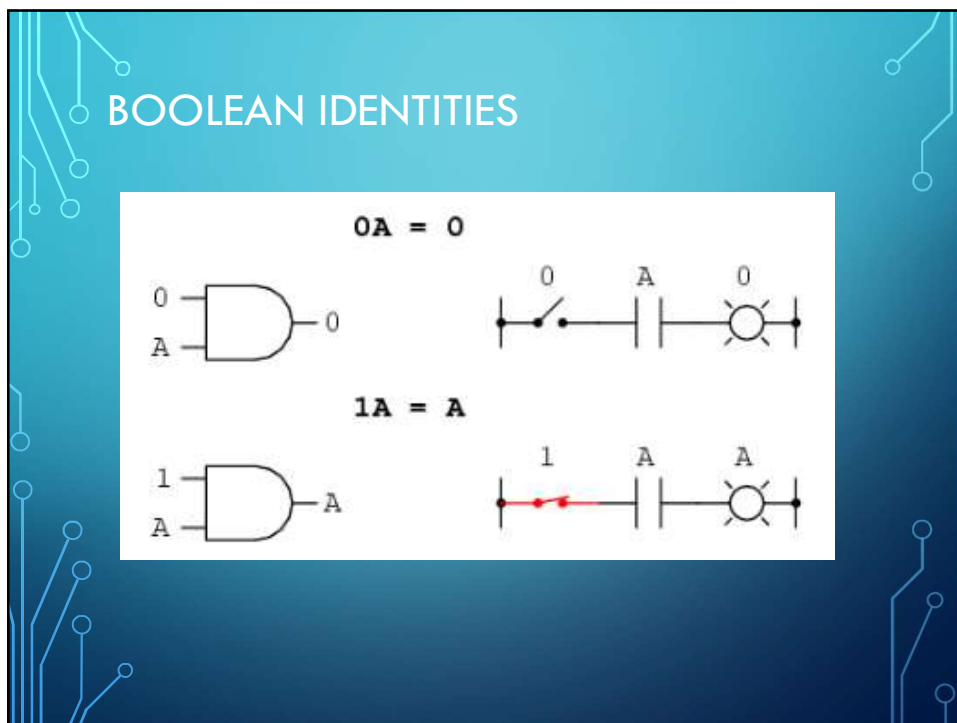 BOOLEAN IDENTITIES
0A = 0
0 A 0
0
0
A
1A = A
1 A A
1
A
A